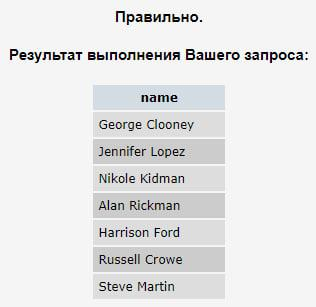 Правильно.
Результат выполнения Вашего запроса:
name
George Clooney
Jennifer Lopez
Nikole Kidman
Alan Rickman
Harrison Ford
Russell Crowe
Steve Martin